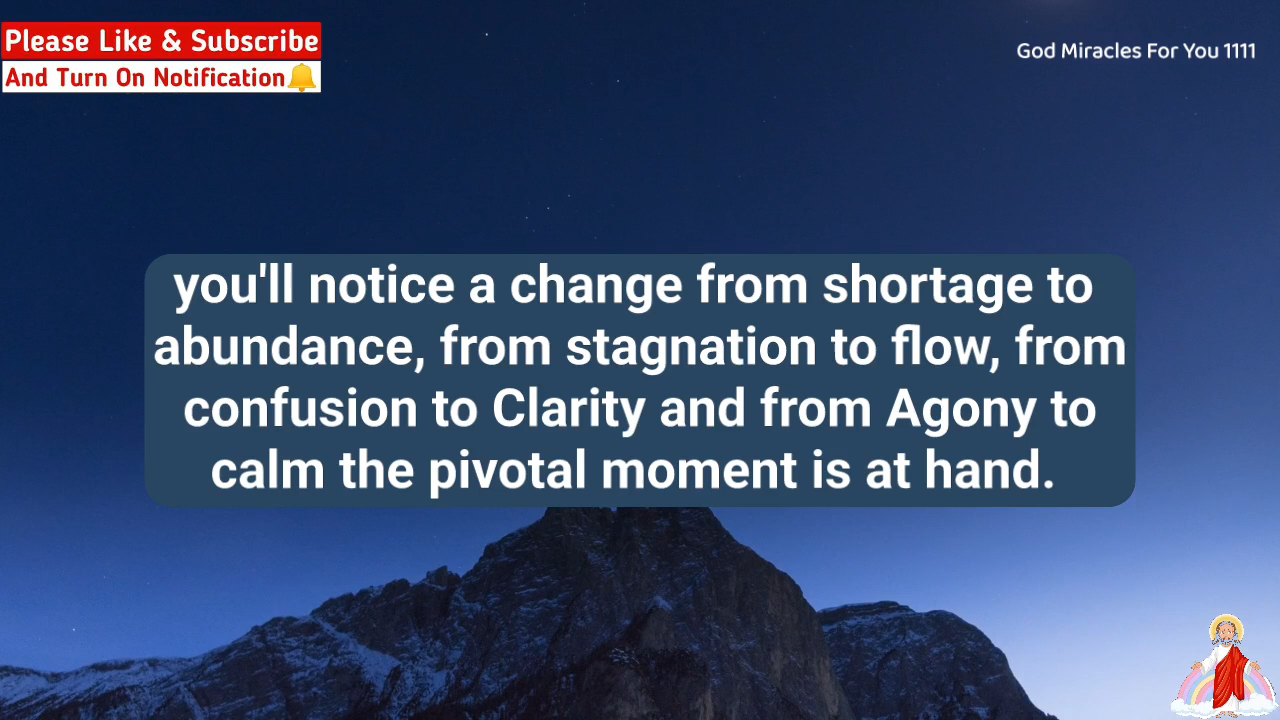 Please Like & Subscribe
And Turn On Notification
God Miracles For You 1111
you'll notice a change from shortage to
abundance, from stagnation to flow, from
confusion to Clarity and from Agony to
calm the pivotal moment is at hand.